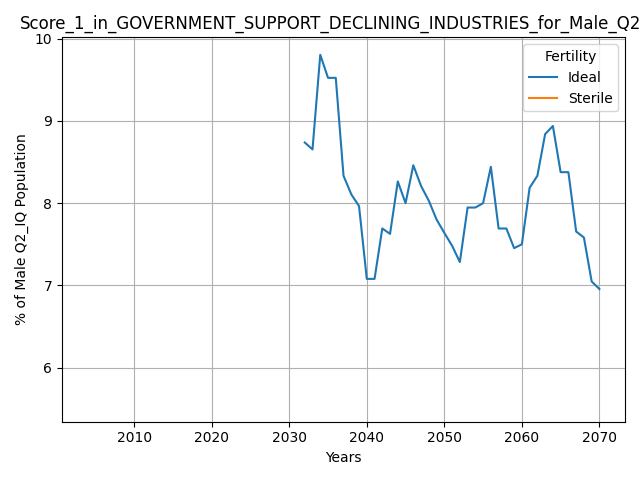 Score_1_in_GOVERNMENT_SUPPORT_DECLINING_INDUSTRIES_for_Male_Q2
Fertility
Ideal
Sterile
% of Male Q2_IQ Population
10
9
8
7
6
2010 2020 2030 2040 2050 2060 2070
Years